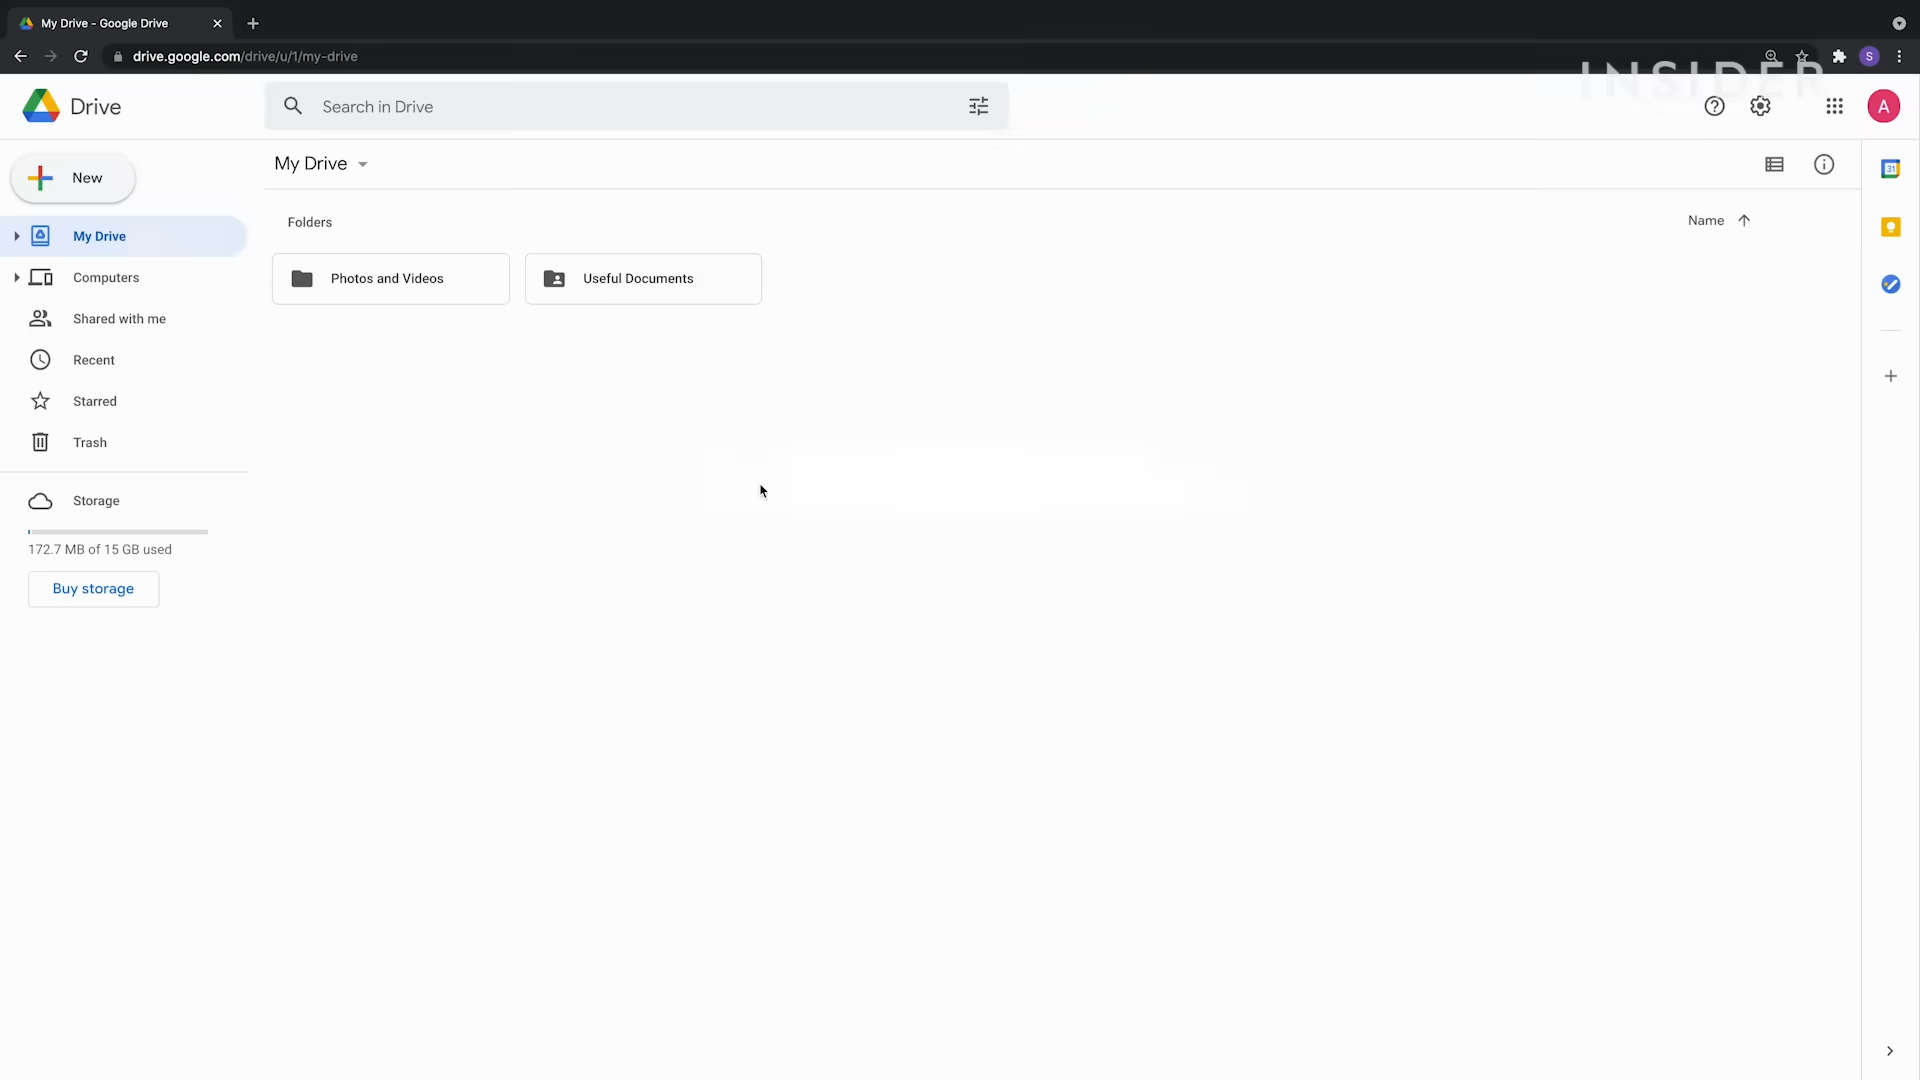 My Drive - Google Drive
drive.google.com/drive/u/1/my-drive
S
INSIDER
Drive
Search in Drive
A
New
My Drive
31
My Drive
Computers
Shared with me
Recent
Starred
Trash
Storage
172.7 MB of 15 GB used
Buy storage
Folders
Name
Photos and Videos
Useful Documents